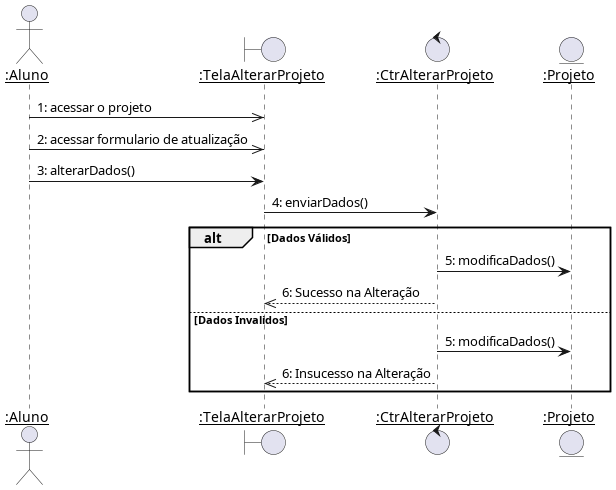 :Aluno
:TelaAlterarProjeto
:CtrAlterarProjeto
:Projeto
1: acessar o projeto
2: acessar formulario de atualização
3: alterarDados()
4: enviarDados()
alt
[Dados Válidos]
5: modificaDados()
6: Sucesso na Alteração
[Dados Invalidos]
5: modificaDados()
6: Insucesso na Alteração
:Aluno
:TelaAlterarProjeto
:CtrAlterarProjeto
:Projeto